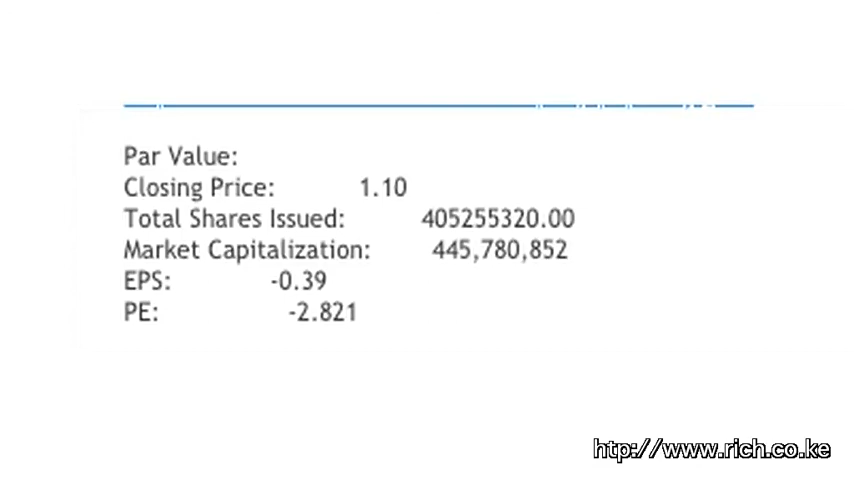 Par Value:
Closing Price: 1.10
Total Shares Issued: 405255320.00
Market Capitalization: 445,780,852
EPS: -0.39
PE: -2.821
htp://www.rich.co.ke